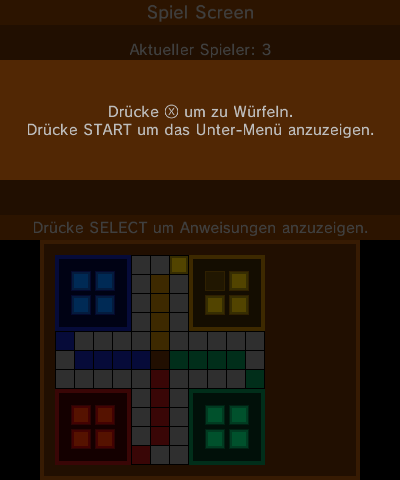 Spiel Screen
Aktueller Spieler: 3
Drücke Ⓧ um zu Würfeln.
Drücke START um das Unter-Menü anzuzeigen.
Drücke SELECT um Anweisungen anzuzeigen.